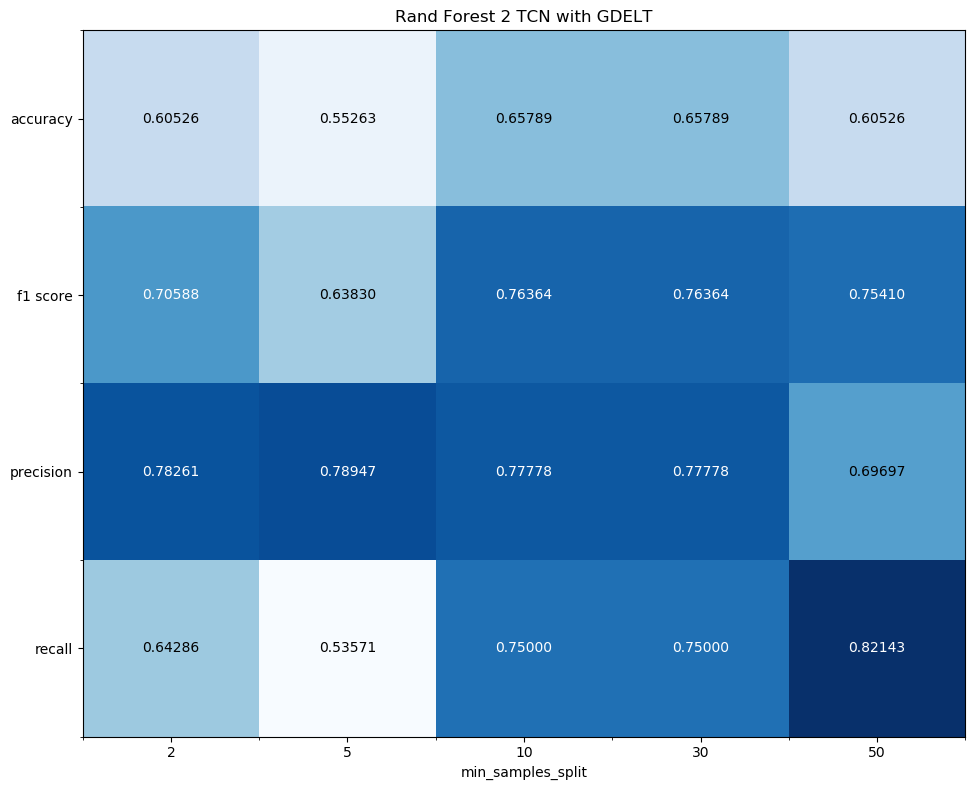 Rand Forest 2 TCN with GDELT
accuracy 0.60526 0.55263 0.65789 0.65789 0.60526
f1 score 0.70588 0.63830 0.76364 0.76364 0.75410
precision 0.78261 0.78947 0.77778 0.77778 0.69697
recall 0.64286 0.53571 0.75000 0.75000 0.82143
2 5 10 30 50
min_samples_split